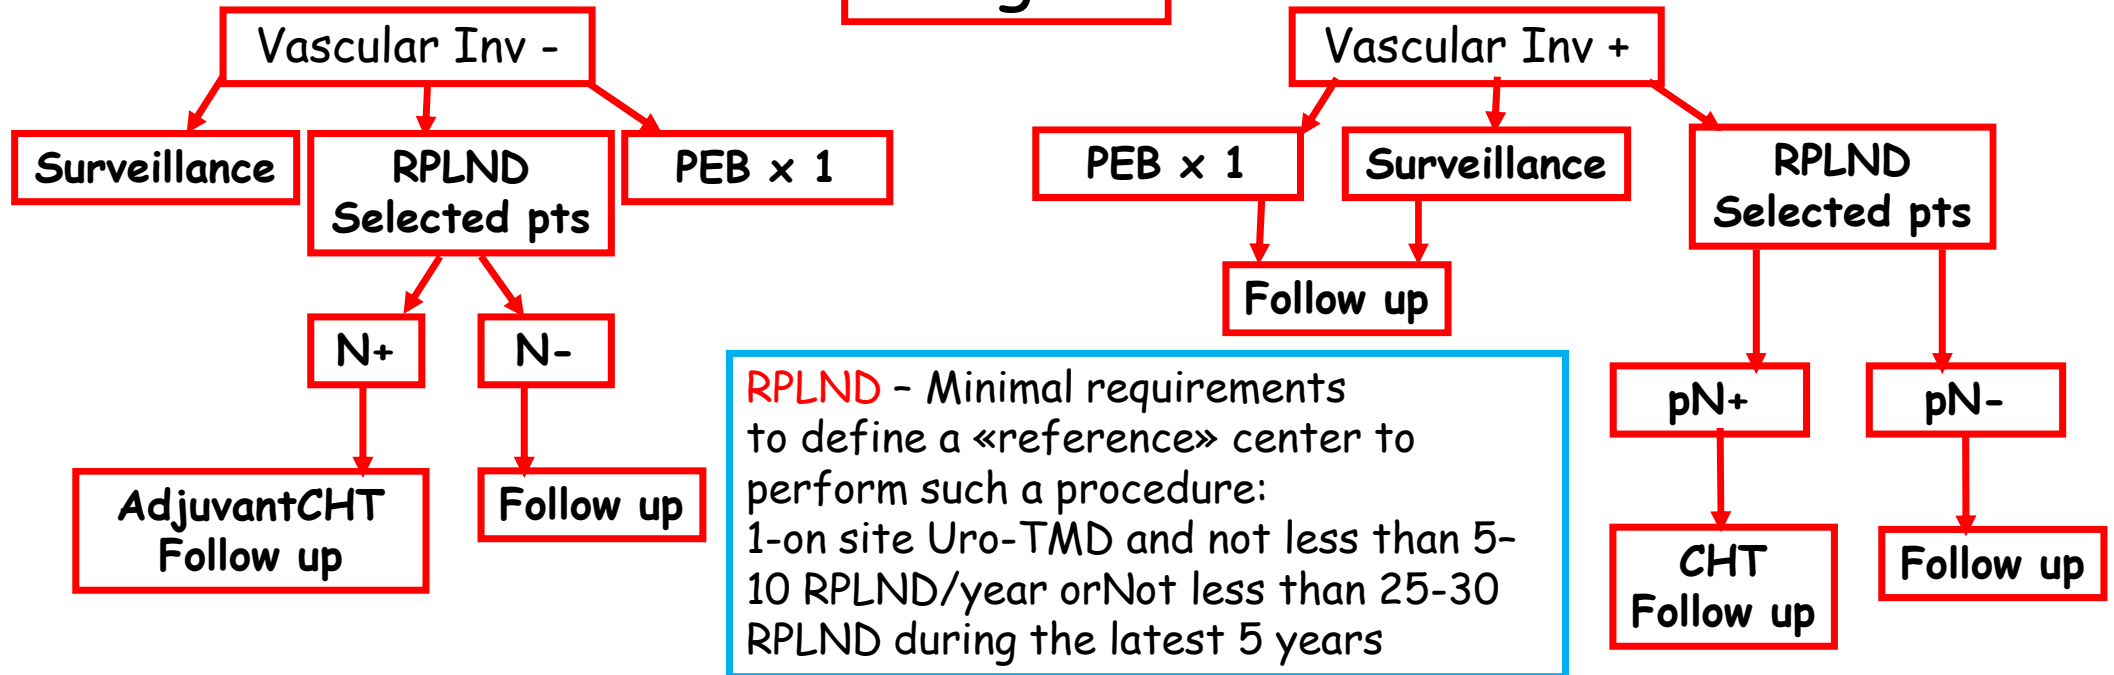 Vascular Inv -
Surveillance
RPLND
Selected pts
PEB x 1
N+
N-
AdjuvantCHT
Follow up
Follow up
Vascular Inv +
PEB x 1
Surveillance
RPLND
Selected pts
Follow up
pN+
pN-
CHT
Follow up
Follow up
RPLND – Minimal requirements
to define a «reference» center to
perform such a procedure:
1-on site Uro-TMD and not less than 5–
10 RPLND/year orNot less than 25-30
RPLND during the latest 5 years